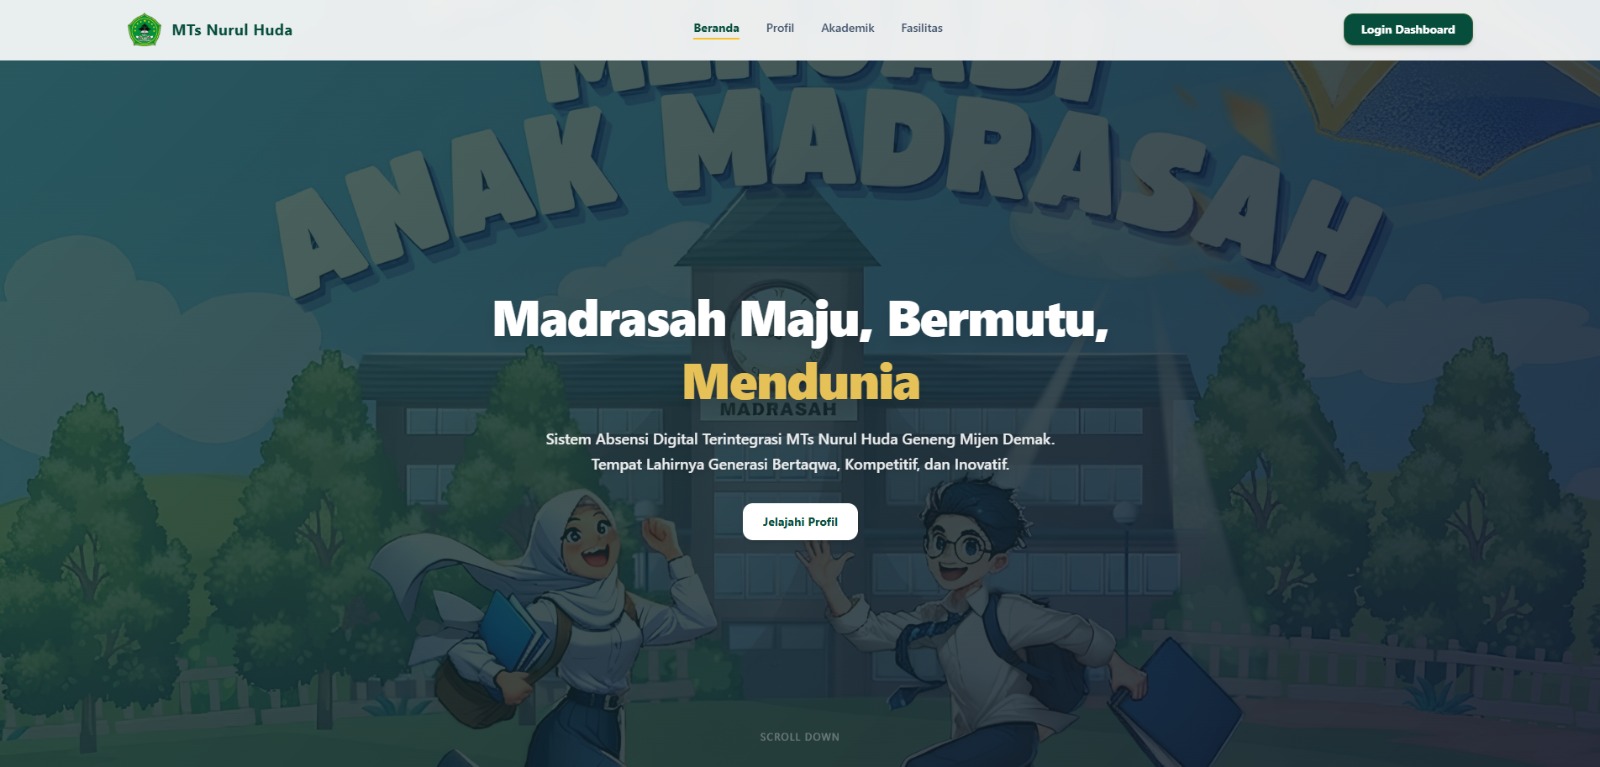 MTs Nurul Huda
Beranda
Profil
Akademik
Fasilitas
Login Dashboard
ANAK MADRASAH
Madrasah Maju, Bermutu,
Mendunia
MADRASAH
Sistem Absensi Digital Terintegrasi MTs Nurul Huda Geneng Mijen Demak.
Tempat Lahirnya Generasi Bertaqwa, Kompetitif, dan Inovatif.
Jelajahi Profil
SCROLL DOWN